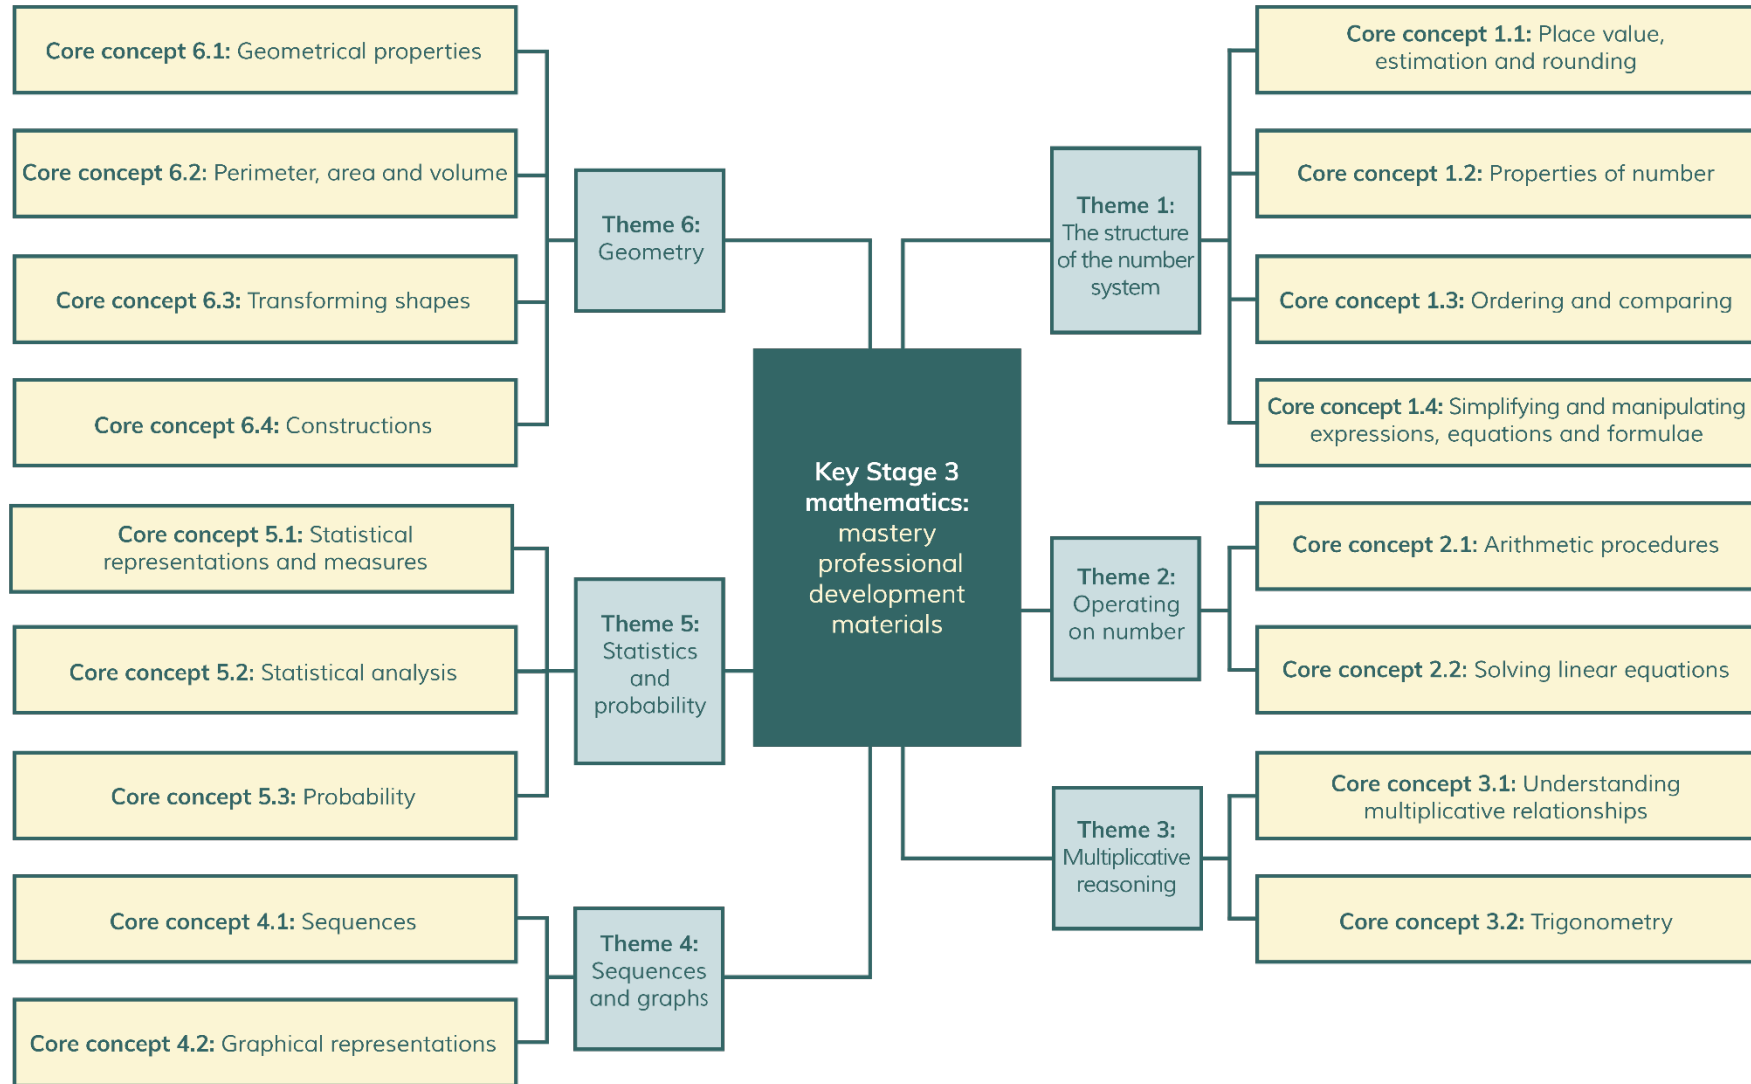 Key Stage 3
mathematics:
mastery
professional
development
materials
Theme 1:
The structure
of the number
system
Core concept 1.1: Place value,
estimation and rounding
Core concept 1.2: Properties of number
Core concept 1.3: Ordering and comparing
Core concept 1.4: Simplifying and manipulating
expressions, equations and formulae
Theme 2:
Operating
on number
Core concept 2.1: Arithmetic procedures
Core concept 2.2: Solving linear equations
Theme 3:
Multiplicative
reasoning
Core concept 3.1: Understanding
multiplicative relationships
Core concept 3.2: Trigonometry
Theme 4:
Sequences
and graphs
Core concept 4.1: Sequences
Core concept 4.2: Graphical representations
Theme 5:
Statistics
and
probability
Core concept 5.1: Statistical
representations and measures
Core concept 5.2: Statistical analysis
Core concept 5.3: Probability
Theme 6:
Geometry
Core concept 6.1: Geometrical properties
Core concept 6.2: Perimeter, area and volume
Core concept 6.3: Transforming shapes
Core concept 6.4: Constructions